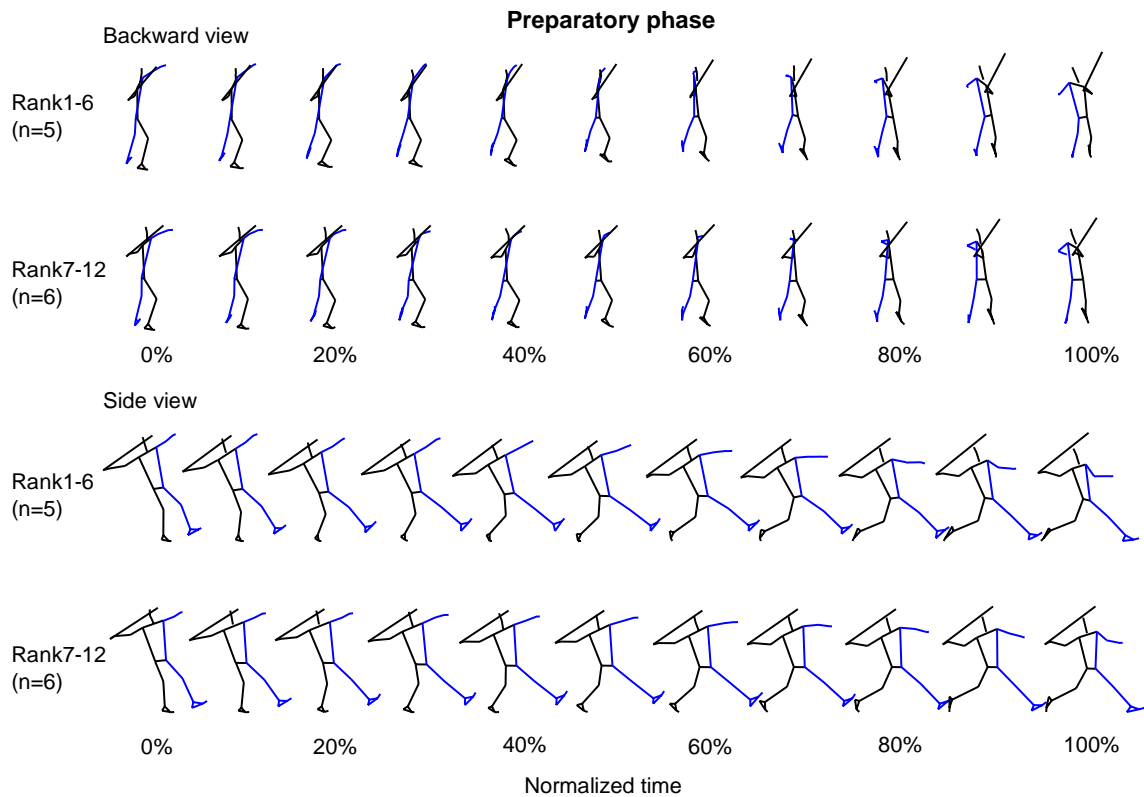 Preparatory phase
Backward view
Rank1-6
(n=5)
Rank7-12
(n=6)
0% 20% 40% 60% 80% 100%
Side view
Rank1-6
(n=5)
Rank7-12
(n=6)
0% 20% 40% 60% 80% 100%
Normalized time